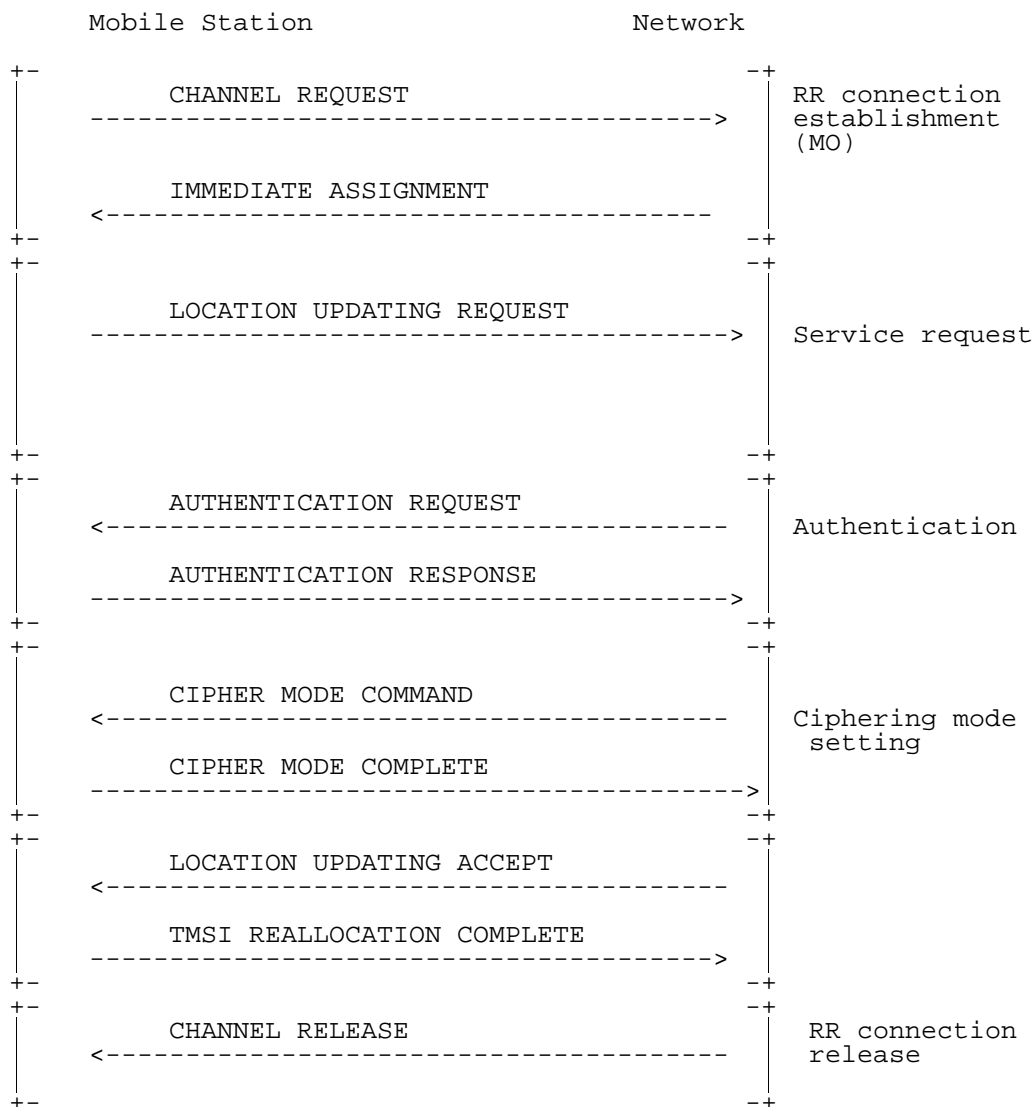 Mobile Station Network
CHANNEL REQUEST
RR connection
establishment
(MO)
IMMEDIATE ASSIGNMENT
LOCATION UPDATING REQUEST
Service request
AUTHENTICATION REQUEST
Authentication
AUTHENTICATION RESPONSE
CIPHER MODE COMMAND
Ciphering mode
setting
CIPHER MODE COMPLETE
LOCATION UPDATING ACCEPT
TMSI REALLOCATION COMPLETE
CHANNEL RELEASE
RR connection
release